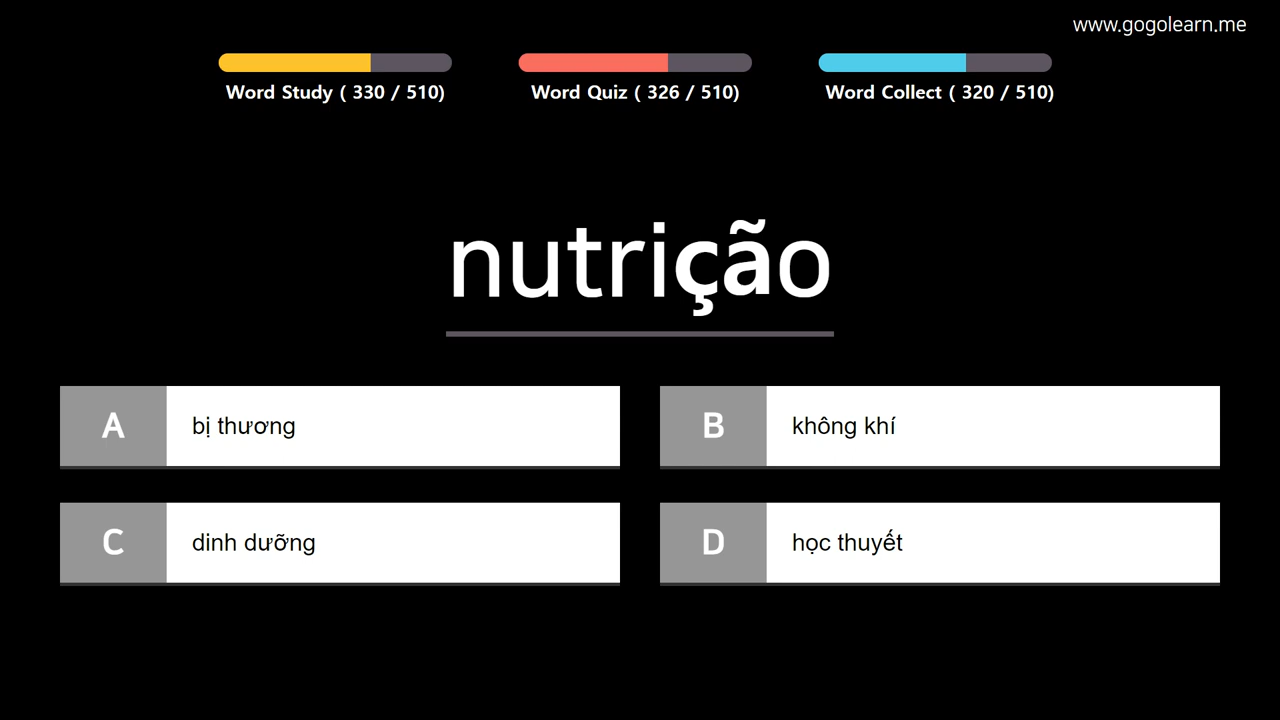 www.gogolearn.me
Word Study ( 330 / 510)
Word Quiz ( 326 / 510)
Word Collect ( 320 / 510)
nutrição
A bị thương
B không khí
C dinh dưỡng
D học thuyết